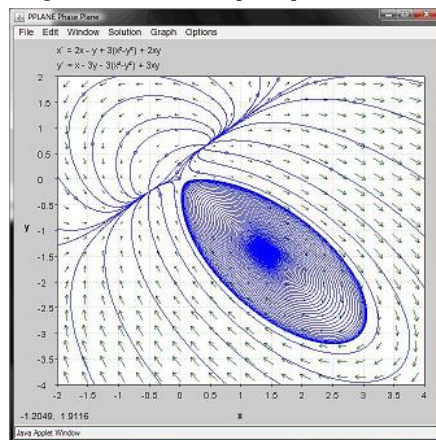 PPLANE Phase Plane
File Edit Window Solution Graph Options
x' = 2x - y + 3(x²-y²) + 2xy
y' = x - 3y - 3(x²-y²) + 3xy
2
1.5
1
0.5
0
-0.5
y
-1
-1.5
-2
-2.5
-3
-3.5
-4
-2 -1.5 -1 -0.5 0 0.5 1 1.5 2 2.5 3 3.5 4
-1.2049, 1.9116 x
Java Applet Window